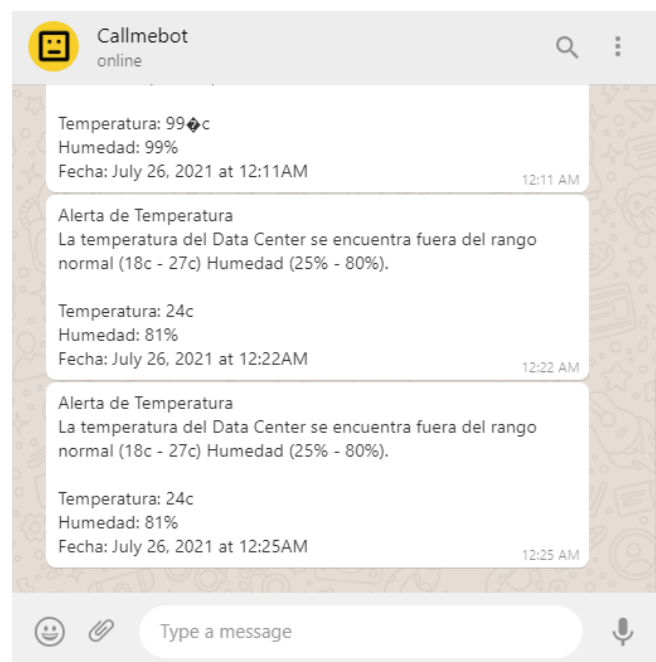 Callmebot
online
Temperatura: 99�c
Humedad: 99%
Fecha: July 26, 2021 at 12:11AM
12:11 AM
Alerta de Temperatura
La temperatura del Data Center se encuentra fuera del rango
normal (18c - 27c) Humedad (25% - 80%).
Temperatura: 24c
Humedad: 81%
Fecha: July 26, 2021 at 12:22AM
12:22 AM
Alerta de Temperatura
La temperatura del Data Center se encuentra fuera del rango
normal (18c - 27c) Humedad (25% - 80%).
Temperatura: 24c
Humedad: 81%
Fecha: July 26, 2021 at 12:25AM
12:25 AM
Type a message